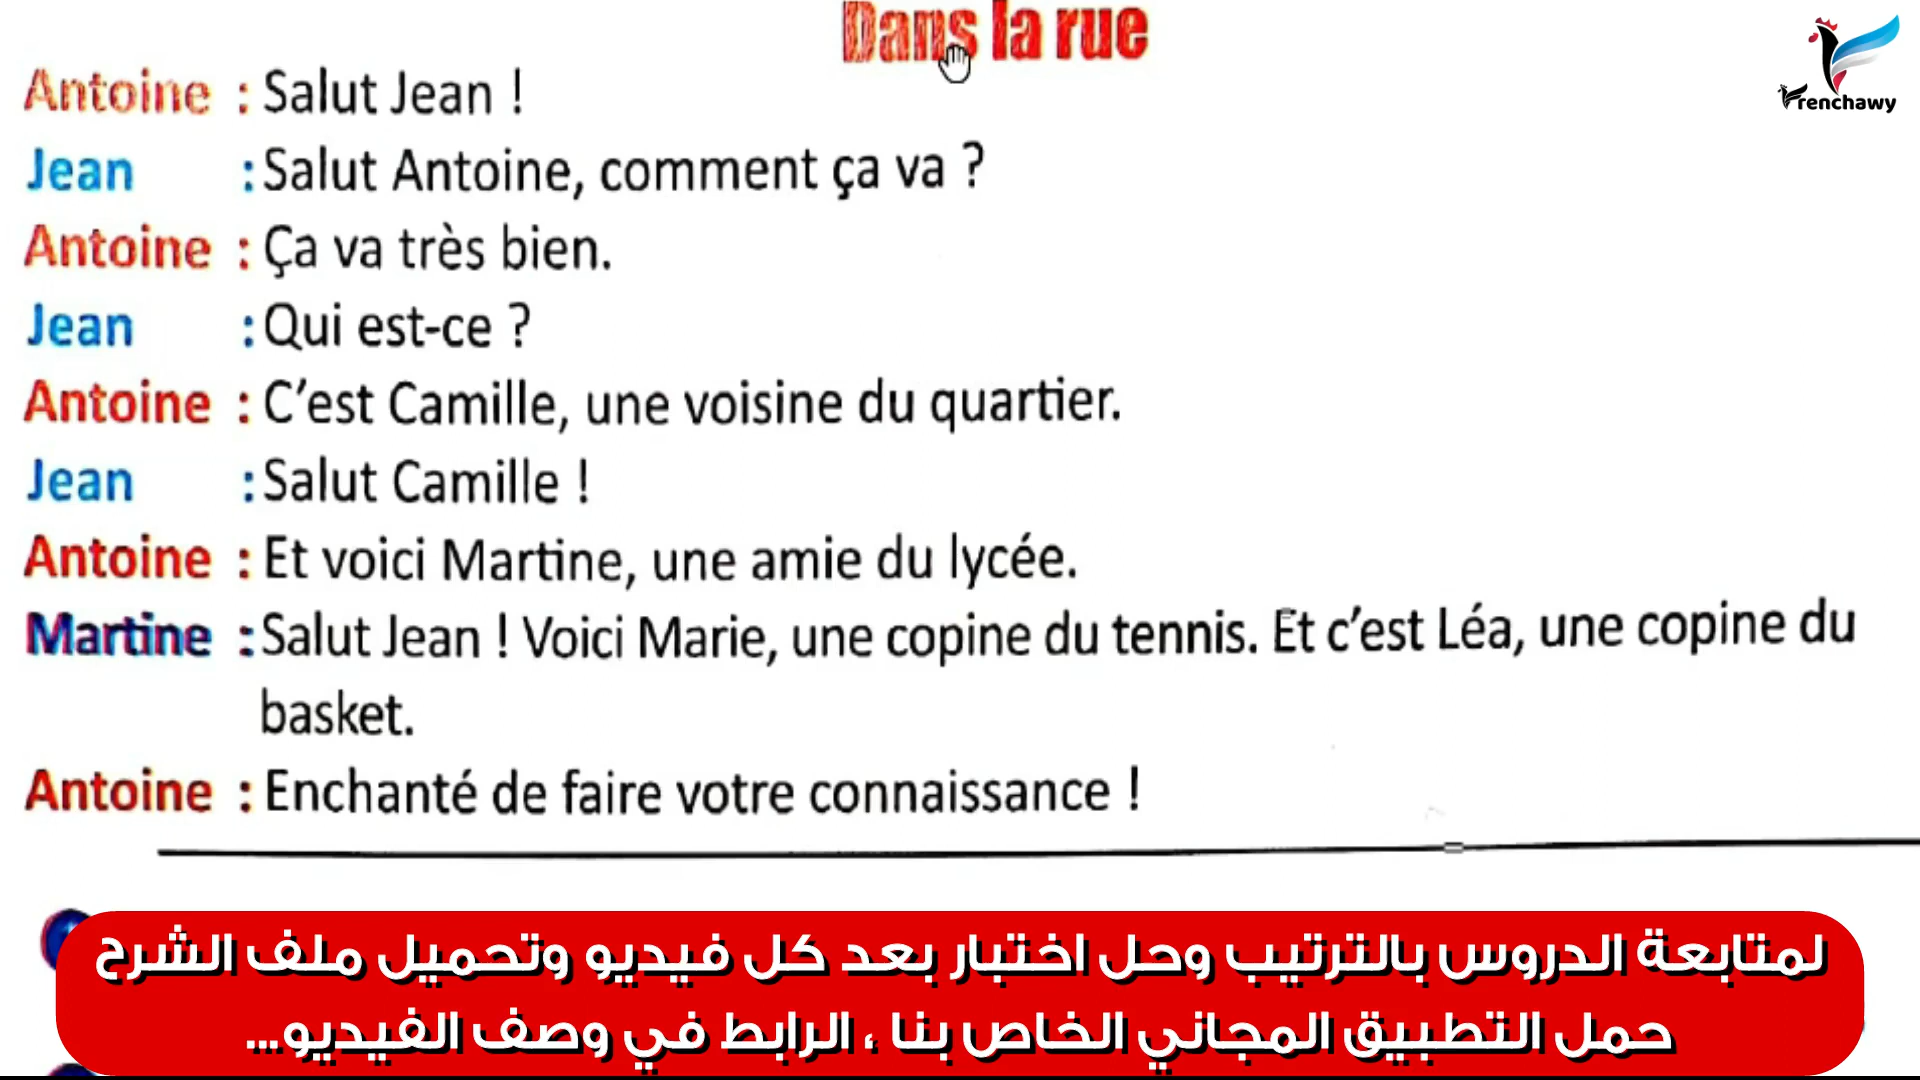 Dans la rue
Frenchawy
Antoine : Salut Jean !
Jean : Salut Antoine, comment ça va ?
Antoine : Ça va très bien.
Jean : Qui est-ce ?
Antoine : C’est Camille, une voisine du quartier.
Jean : Salut Camille !
Antoine : Et voici Martine, une amie du lycée.
Martine : Salut Jean ! Voici Marie, une copine du tennis. Et c’est Léa, une copine du
basket.
Antoine : Enchanté de faire votre connaissance !
لمتابعة الدروس بالترتيب وحل اختبار بعد كل فيديو وتحميل ملف الشرح
حمل التطبيق المجاني الخاص بنا ، الرابط في وصف الفيديو...